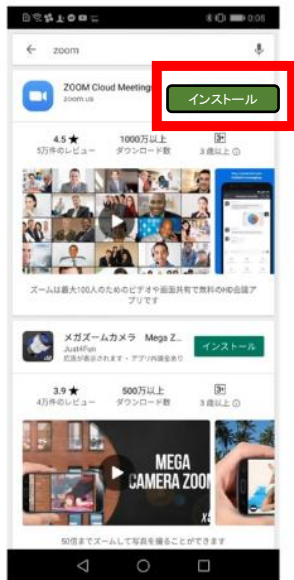 0:05
zoom
ZOOM Cloud Meetings
zoom.us
インストール
4.5 ★
1000万以上
3+
5万件のレビュー
ダウンロード数
3 歳以上
ズームは最大100人のためのビデオや画面共有で無料のHD会議ア
プリです
メガズームカメラ Mega Z...
Just4Fun
広告が表示されます・アプリ内課金あり
インストール
3.9 ★
500万以上
3+
4万件のレビュー
ダウンロード数
3 歳以上
MEGA
CAMERA ZOOM
50倍までズームして写真を撮ることができます